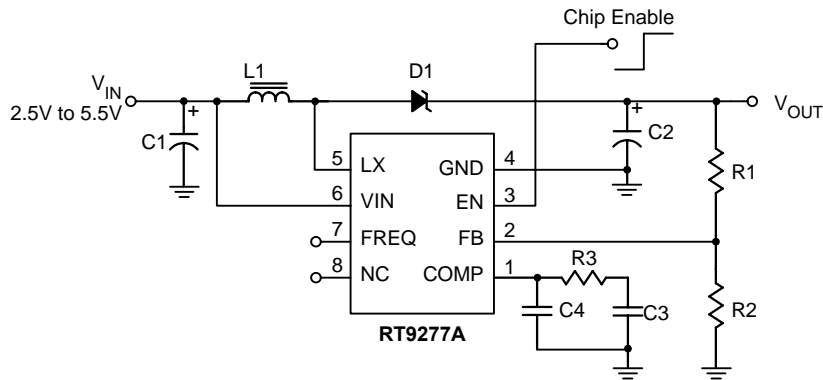 Chip Enable
L1
D1
V_IN
2.5V to 5.5V
+
+
V_OUT
C1
C2
R1
5
LX
GND
4
6
VIN
EN
3
7
FREQ
FB
2
8
NC
COMP
1
R3
C4
C3
R2
RT9277A